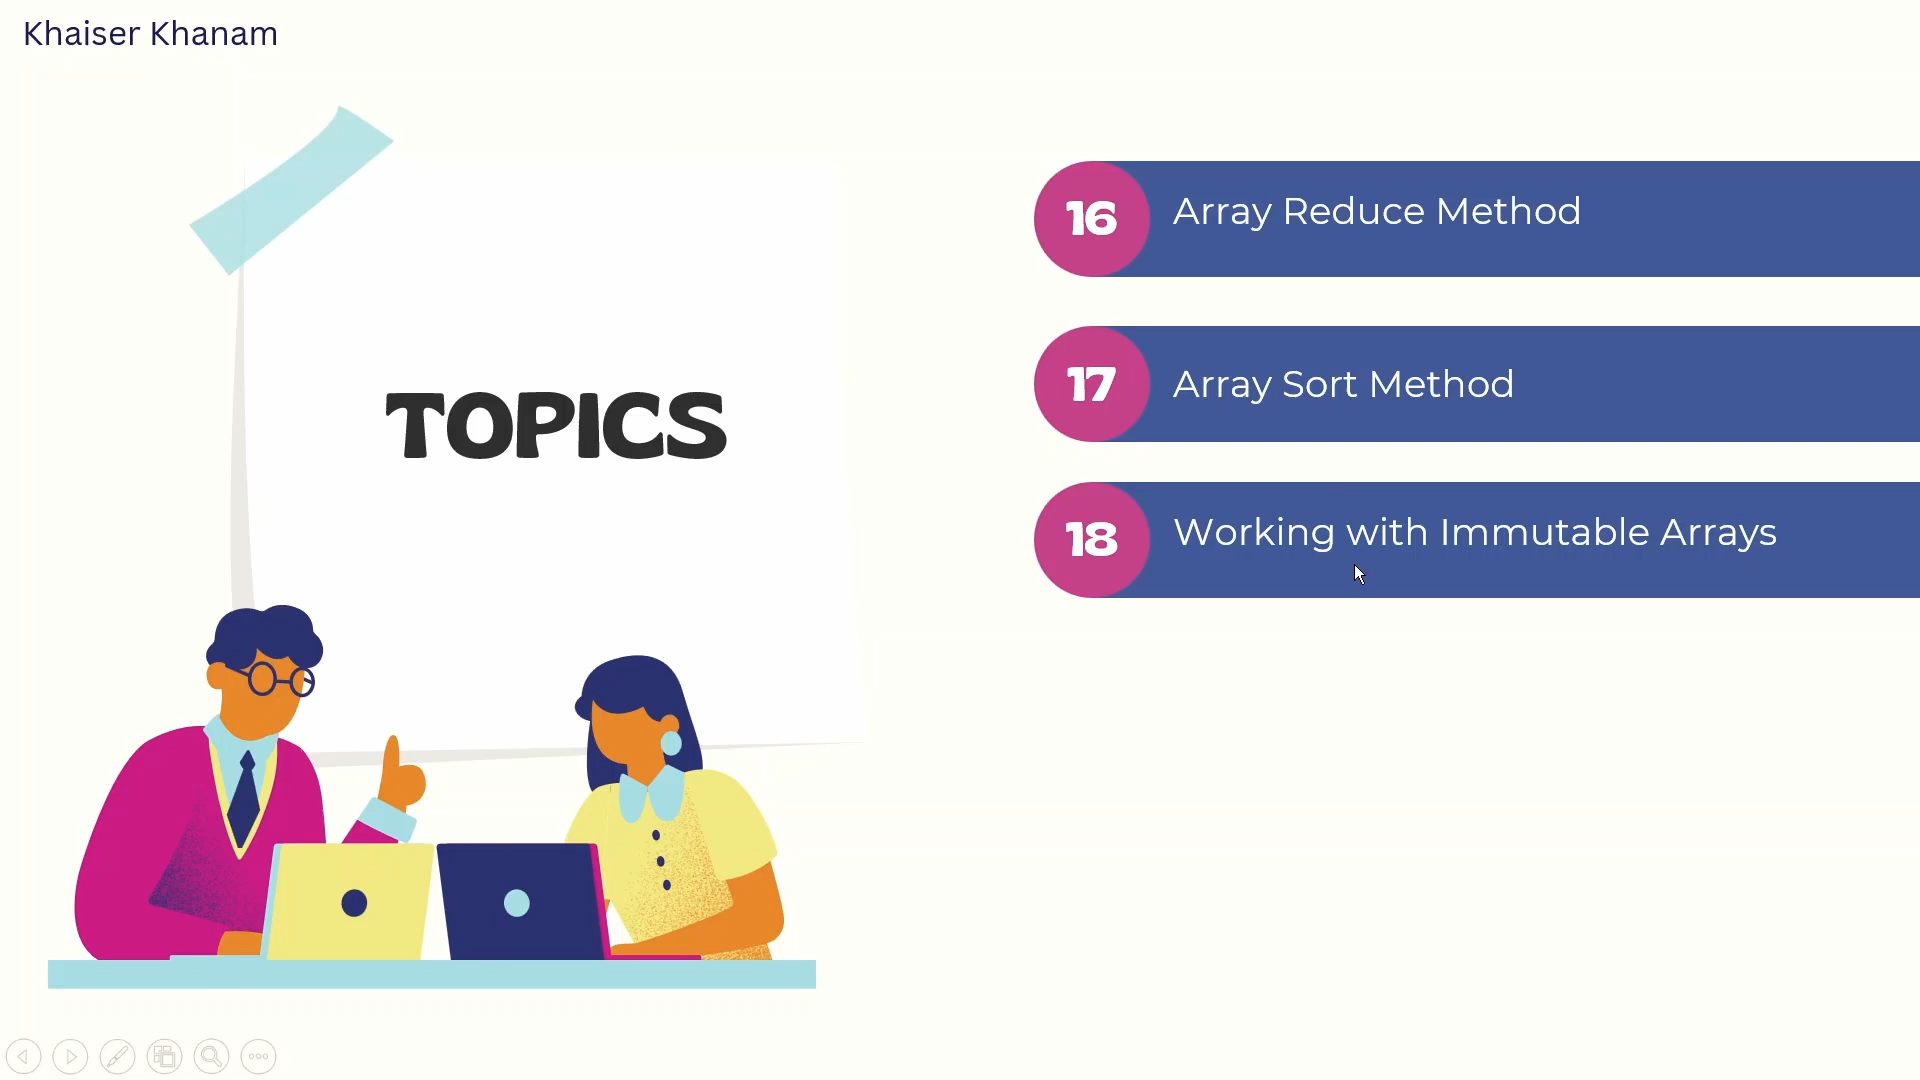 Khaiser Khanam
TOPICS
16 Array Reduce Method
17 Array Sort Method
18 Working with Immutable Arrays